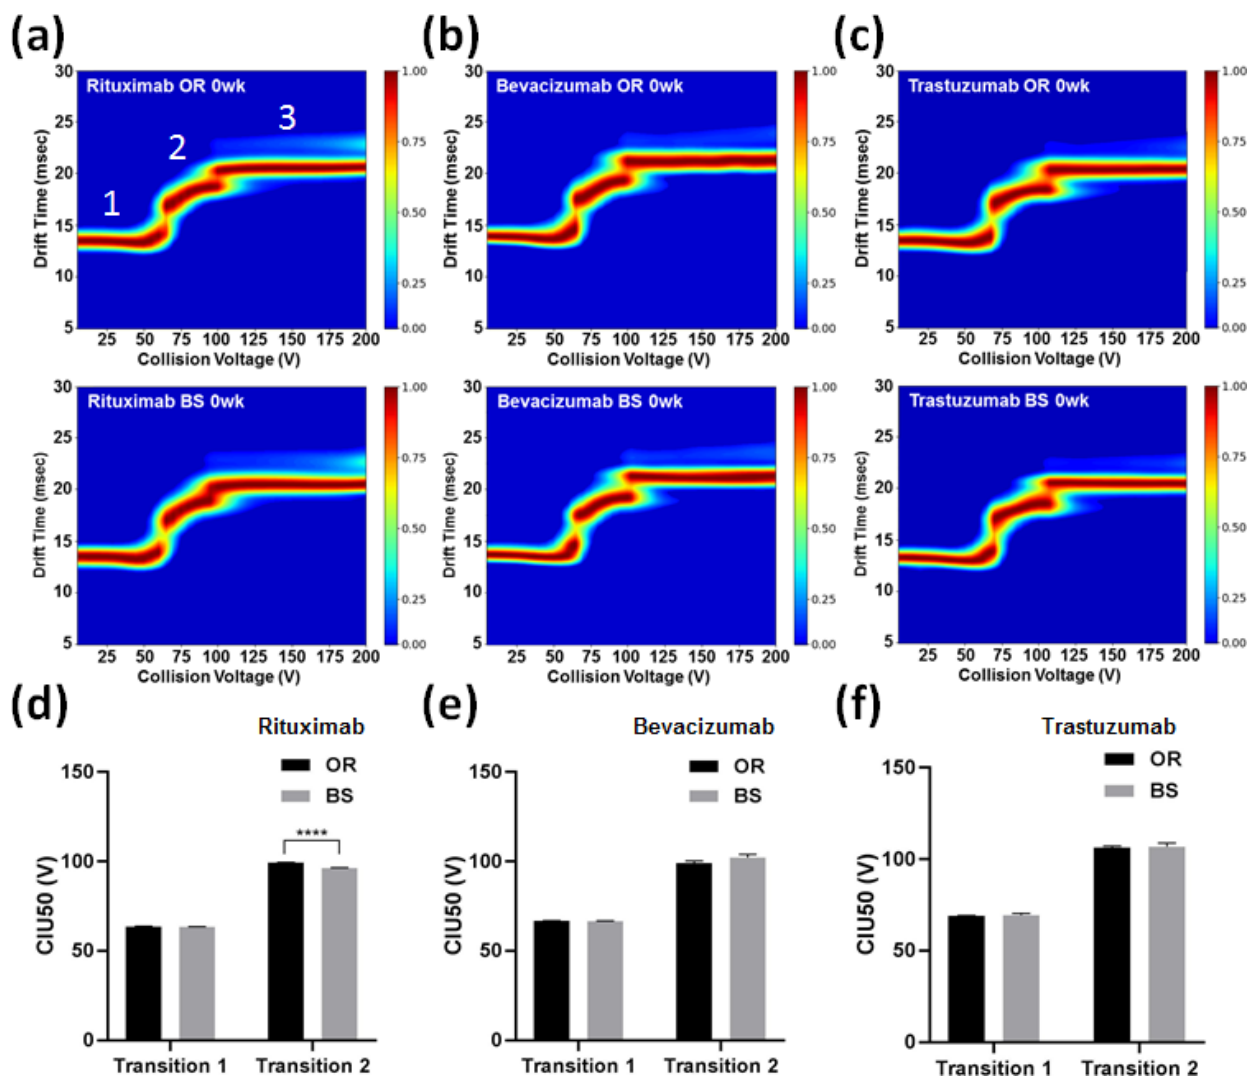 (a)
(b)
(c)
Rituximab OR 0wk
1
2
3
30
25
20
15
10
5
Drift Time (msec)
25 50 75 100 125 150 175 200
Collision Voltage (V)
1.00
0.75
0.50
0.25
0.00
Bevacizumab OR 0wk
30
25
20
15
10
5
Drift Time (msec)
25 50 75 100 125 150 175 200
Collision Voltage (V)
1.00
0.75
0.50
0.25
0.00
Trastuzumab OR 0wk
30
25
20
15
10
5
Drift Time (msec)
25 50 75 100 125 150 175 200
Collision Voltage (V)
1.00
0.75
0.50
0.25
0.00
Rituximab BS 0wk
30
25
20
15
10
5
Drift Time (msec)
25 50 75 100 125 150 175 200
Collision Voltage (V)
1.00
0.75
0.50
0.25
0.00
Bevacizumab BS 0wk
30
25
20
15
10
5
Drift Time (msec)
25 50 75 100 125 150 175 200
Collision Voltage (V)
1.00
0.75
0.50
0.25
0.00
Trastuzumab BS 0wk
30
25
20
15
10
5
Drift Time (msec)
25 50 75 100 125 150 175 200
Collision Voltage (V)
1.00
0.75
0.50
0.25
0.00
(d)
Rituximab
OR
BS
****
150
100
50
0
CIU50 (V)
Transition 1 Transition 2
(e)
Bevacizumab
OR
BS
150
100
50
0
CIU50 (V)
Transition 1 Transition 2
(f)
Trastuzumab
OR
BS
150
100
50
0
CIU50 (V)
Transition 1 Transition 2